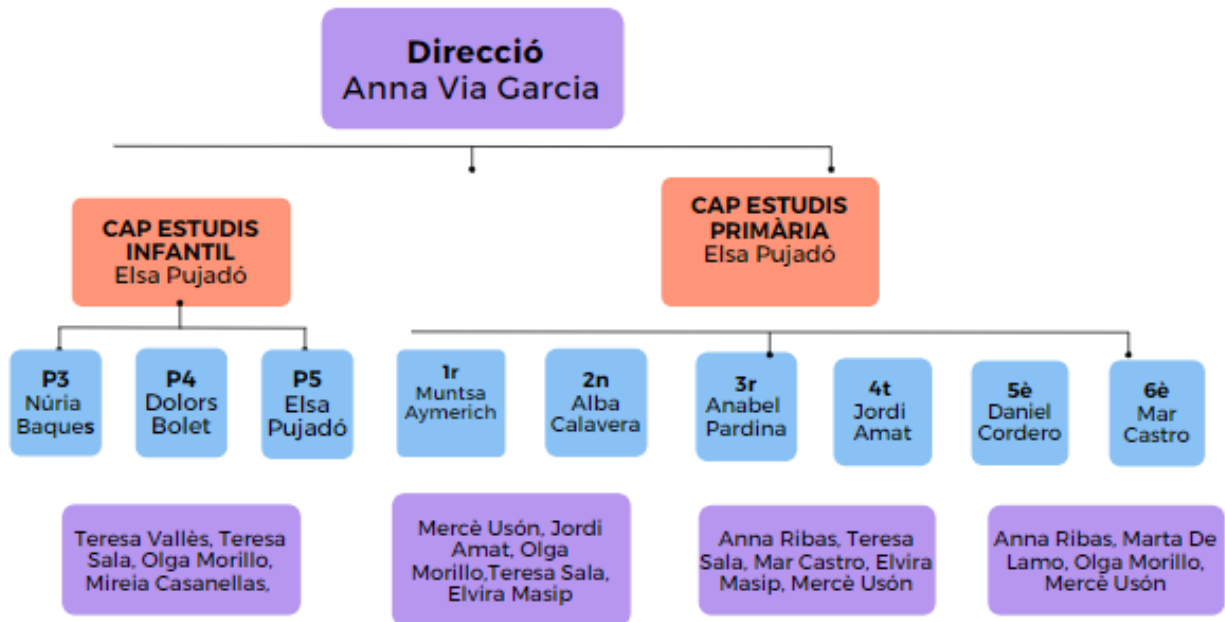 Direcció
Anna Via Garcia
CAP ESTUDIS
INFANTIL
Elsa Pujadó
CAP ESTUDIS
PRIMÀRIA
Elsa Pujadó
P3
Núria
Baques
P4
Dolors
Bolet
P5
Elsa
Pujadó
1r
Muntsa
Aymerich
2n
Alba
Calavera
3r
Anabel
Pardina
4t
Jordi
Amat
5è
Daniel
Cordero
6è
Mar
Castro
Teresa Vallès, Teresa
Sala, Olga Morillo,
Mireia Casanellas,
Mercè Usón, Jordi
Amat, Olga
Morillo,Teresa Sala,
Elvira Masip
Anna Ribas, Teresa
Sala, Mar Castro, Elvira
Masip, Mercè Usón
Anna Ribas, Marta De
Lamo, Olga Morillo,
Mercè Usón